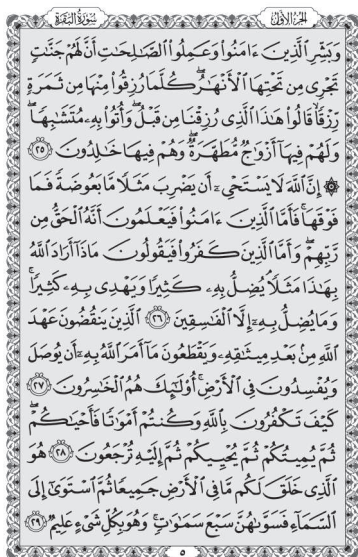 الجزء الأول
سورة البقرة
وَبَشِّرِ ٱلَّذِينَ ءَامَنُوا۟ وَعَمِلُوا۟ ٱلصَّـٰلِحَـٰتِ أَنَّ لَهُمْ جَنَّـٰتٍ
تَجْرِى مِن تَحْتِهَا ٱلْأَنْهَـٰرُ ۖ كُلَّمَا رُزِقُوا۟ مِنْهَا مِن ثَمَرَةٍ
رِّزْقًا ۙ قَالُوا۟ هَـٰذَا ٱلَّذِى رُزِقْنَا مِن قَبْلُ ۖ وَأُتُوا۟ بِهِۦ مُتَشَـٰبِهًا ۖ
وَلَهُمْ فِيهَآ أَزْوَٰجٌ مُّطَهَّرَةٌ ۖ وَهُمْ فِيهَا خَـٰلِدُونَ ٢٥
۞ إِنَّ ٱللَّهَ لَا يَسْتَحْىِۦٓ أَن يَضْرِبَ مَثَلًا مَّا بَعُوضَةً فَمَا
فَوْقَهَا ۚ فَأَمَّا ٱلَّذِينَ ءَامَنُوا۟ فَيَعْلَمُونَ أَنَّهُ ٱلْحَقُّ مِن
رَّبِّهِمْ ۖ وَأَمَّا ٱلَّذِينَ كَفَرُوا۟ فَيَقُولُونَ مَاذَآ أَرَادَ ٱللَّهُ
بِهَـٰذَا مَثَلًا ۘ يُضِلُّ بِهِۦ كَثِيرًا وَيَهْدِى بِهِۦ كَثِيرًا ۚ
وَمَا يُضِلُّ بِهِۦٓ إِلَّا ٱلْفَـٰسِقِينَ ٢٦ ٱلَّذِينَ يَنقُضُونَ عَهْدَ
ٱللَّهِ مِنۢ بَعْدِ مِيثَـٰقِهِۦ وَيَقْطَعُونَ مَآ أَمَرَ ٱللَّهُ بِهِۦٓ أَن يُوصَلَ
وَيُفْسِدُونَ فِى ٱلْأَرْضِ ۚ أُو۟لَـٰٓئِكَ هُمُ ٱلْخَـٰسِرُونَ ٢٧
كَيْفَ تَكْفُرُونَ بِٱللَّهِ وَكُنتُمْ أَمْوَٰتًا فَأَحْيَـٰكُمْ ۖ
ثُمَّ يُمِيتُكُمْ ثُمَّ يُحْيِيكُمْ ثُمَّ إِلَيْهِ تُرْجَعُونَ ٢٨ هُوَ
ٱلَّذِى خَلَقَ لَكُم مَّا فِى ٱلْأَرْضِ جَمِيعًا ثُمَّ ٱسْتَوَىٰٓ إِلَى
ٱلسَّمَآءِ فَسَوَّىٰهُنَّ سَبْعَ سَمَـٰوَٰتٍ ۚ وَهُوَ بِكُلِّ شَىْءٍ عَلِيمٌ ٢٩
٥